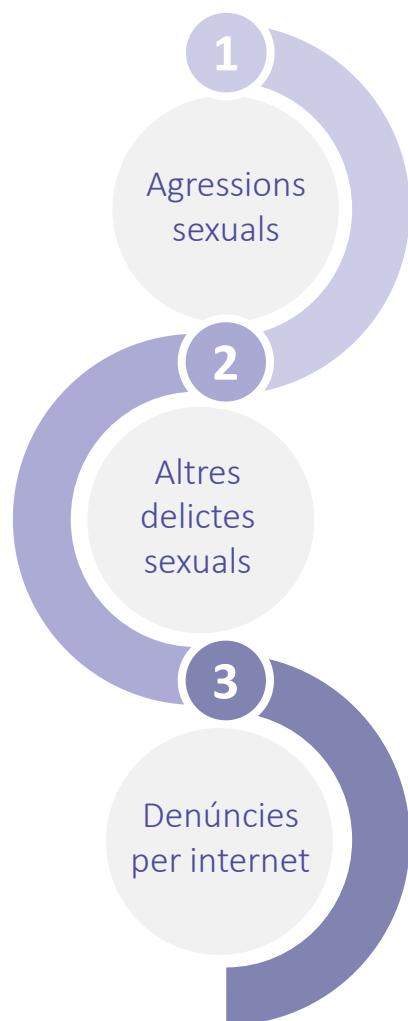 1
Agressions
sexuals
2
Altres
delictes
sexuals
3
Denúncies
per internet